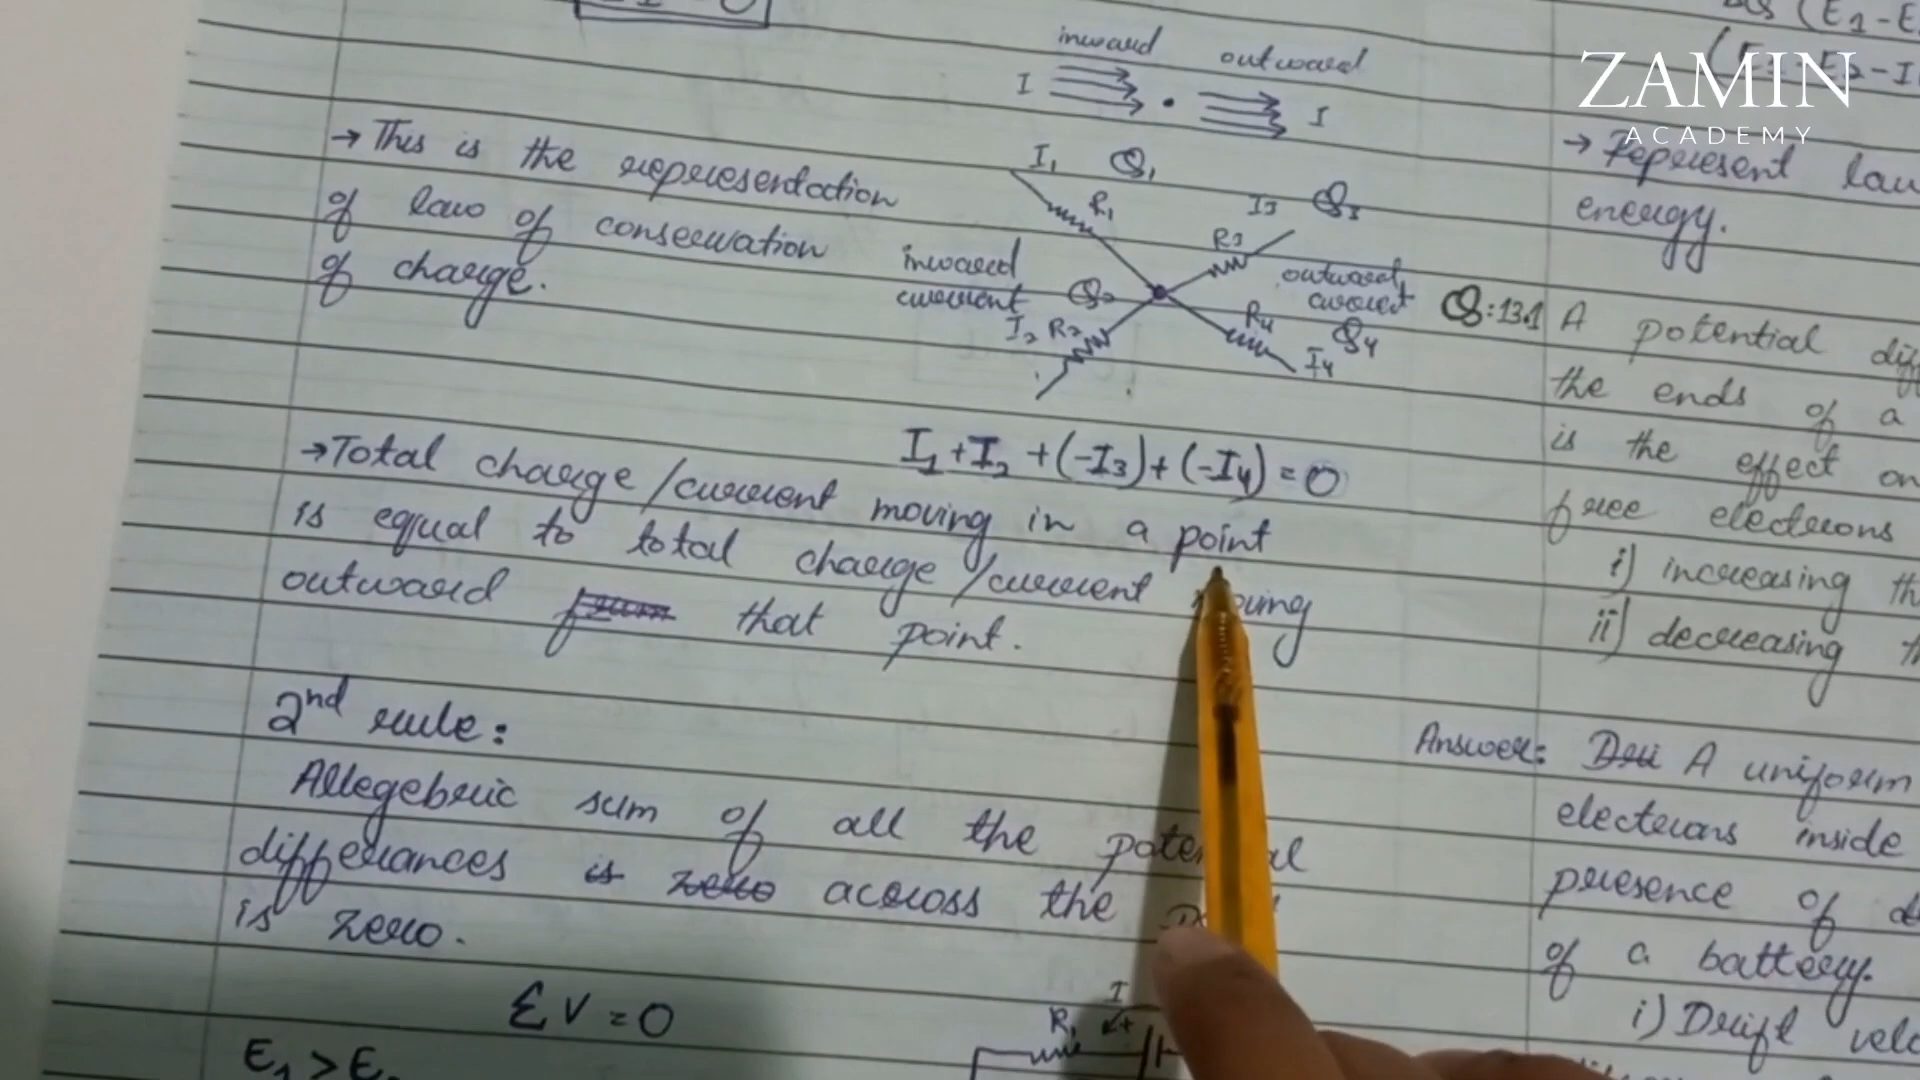 inward outward
I I
→ This is the representation
of law of conservation
of charge.
I₁ Q₁
R₁
I₃ Q₃
R₃
inward
current
Q₂
I₂ R₂
outward
current
R₄
Q₄
I₄
I₁+I₂ +(-I₃)+(-I₄)=0
→Total charge/current moving in a point
is equal to total charge/current
outward that point.
2nd rule:
Allegebric sum of all the
differances is zero across the
is zero.
ΣV=0
E₁ >
I
R₁
+
ZAMIN
ACADEMY
→ Represent
energy.
Q:13.1 A potential
the ends of a
is the effect on
free electrons
i) increasing
ii) decreasing
Answer: A uniform
electrons inside
presence of
of a battery.
i) Drift